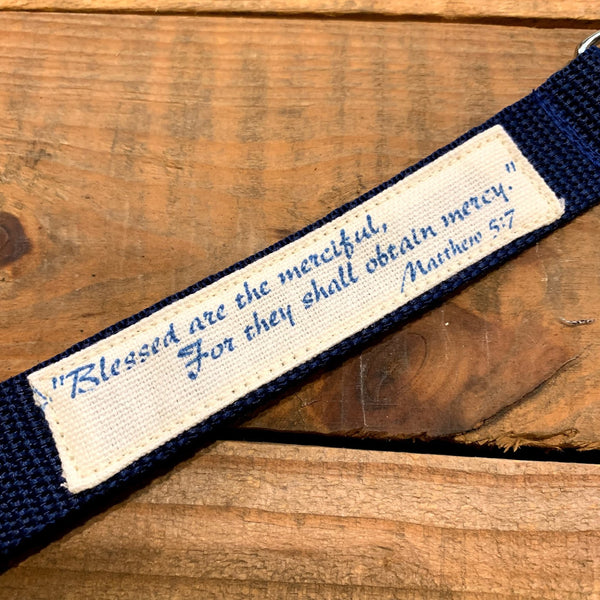 "Blessed are the merciful,
For they shall obtain mercy."
Matthew 5:7